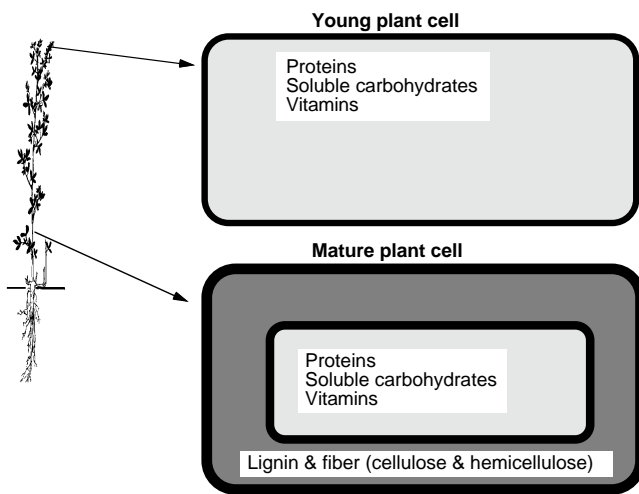 Young plant cell
Proteins
Soluble carbohydrates
Vitamins
Mature plant cell
Proteins
Soluble carbohydrates
Vitamins
Lignin & fiber (cellulose & hemicellulose)